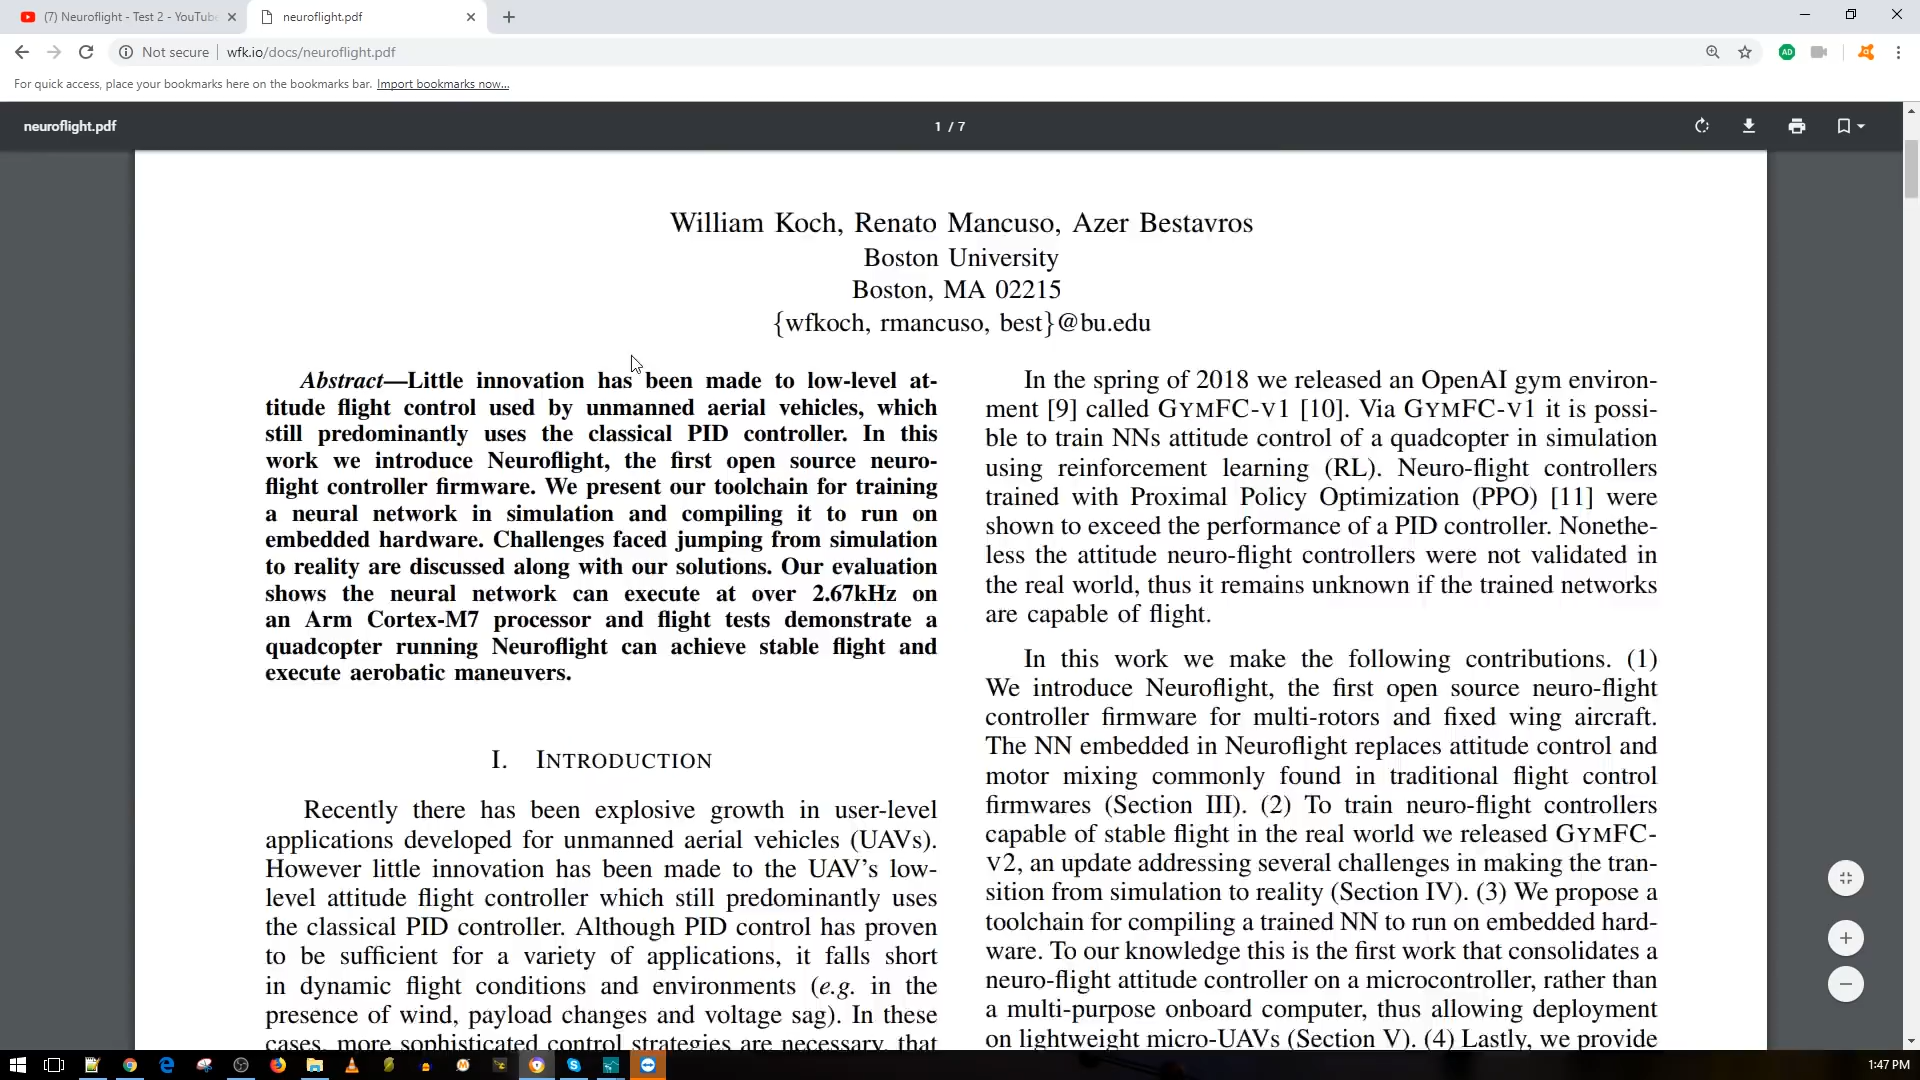 (7) Neuroflight - Test 2 - YouTube
neuroflight.pdf
Not secure
wfk.io/docs/neuroflight.pdf
AD
For quick access, place your bookmarks here on the bookmarks bar. Import bookmarks now...
neuroflight.pdf
1 / 7
William Koch, Renato Mancuso, Azer Bestavros
Boston University
Boston, MA 02215
{wfkoch, rmancuso, best}@bu.edu
Abstract—Little innovation has been made to low-level at-
titude flight control used by unmanned aerial vehicles, which
still predominantly uses the classical PID controller. In this
work we introduce Neuroflight, the first open source neuro-
flight controller firmware. We present our toolchain for training
a neural network in simulation and compiling it to run on
embedded hardware. Challenges faced jumping from simulation
to reality are discussed along with our solutions. Our evaluation
shows the neural network can execute at over 2.67kHz on
an Arm Cortex-M7 processor and flight tests demonstrate a
quadcopter running Neuroflight can achieve stable flight and
execute aerobatic maneuvers.
I. INTRODUCTION
Recently there has been explosive growth in user-level
applications developed for unmanned aerial vehicles (UAVs).
However little innovation has been made to the UAV's low-
level attitude flight controller which still predominantly uses
the classical PID controller. Although PID control has proven
to be sufficient for a variety of applications, it falls short
in dynamic flight conditions and environments (e.g. in the
presence of wind, payload changes and voltage sag). In these
cases, more sophisticated control strategies are necessary, that
In the spring of 2018 we released an OpenAI gym environ-
ment [9] called GYMFC-V1 [10]. Via GYMFC-V1 it is possi-
ble to train NNs attitude control of a quadcopter in simulation
using reinforcement learning (RL). Neuro-flight controllers
trained with Proximal Policy Optimization (PPO) [11] were
shown to exceed the performance of a PID controller. Nonethe-
less the attitude neuro-flight controllers were not validated in
the real world, thus it remains unknown if the trained networks
are capable of flight.
In this work we make the following contributions. (1)
We introduce Neuroflight, the first open source neuro-flight
controller firmware for multi-rotors and fixed wing aircraft.
The NN embedded in Neuroflight replaces attitude control and
motor mixing commonly found in traditional flight control
firmwares (Section III). (2) To train neuro-flight controllers
capable of stable flight in the real world we released GYMFC-
V2, an update addressing several challenges in making the tran-
sition from simulation to reality (Section IV). (3) We propose a
toolchain for compiling a trained NN to run on embedded hard-
ware. To our knowledge this is the first work that consolidates a
neuro-flight attitude controller on a microcontroller, rather than
a multi-purpose onboard computer, thus allowing deployment
on lightweight micro-UAVs (Section V). (4) Lastly, we provide
1:47 PM